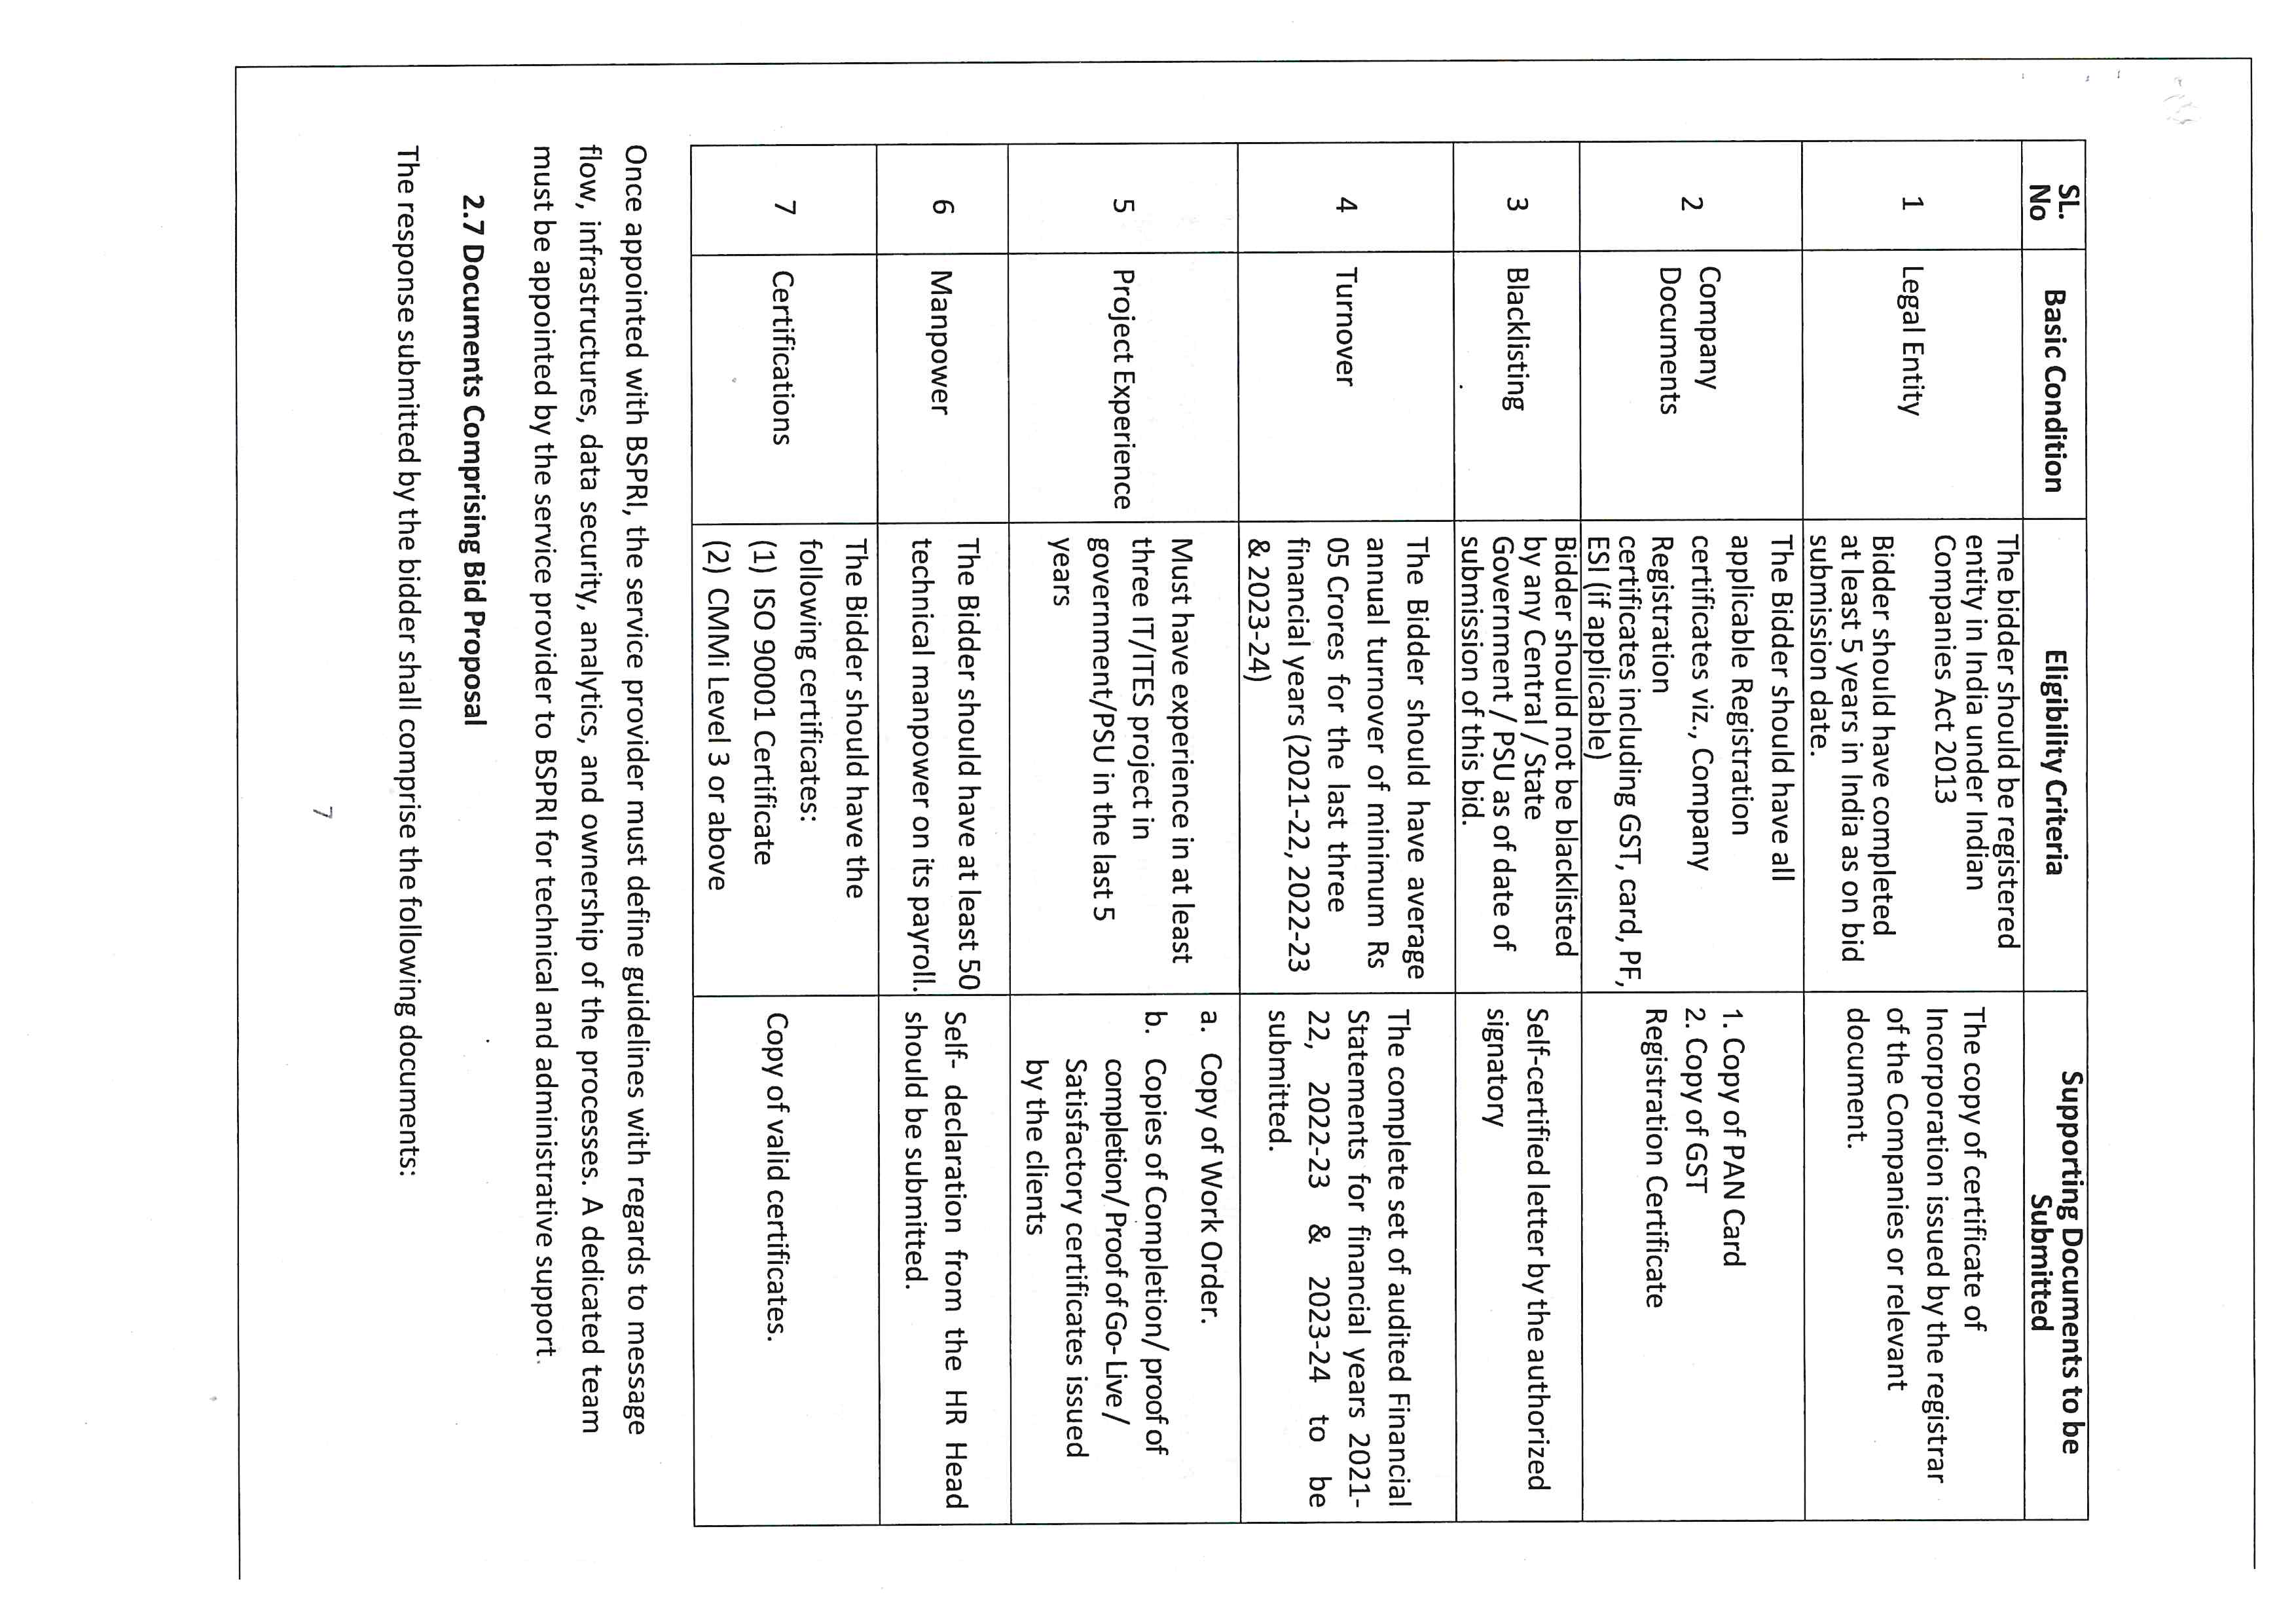 SL.
No
Basic Condition
Eligibility Criteria
Supporting Documents to be
Submitted
1
Legal Entity
The bidder should be registered
entity in India under Indian
Companies Act 2013
Bidder should have completed
at least 5 years in India as on bid
submission date.
The copy of certificate of
Incorporation issued by the registrar
of the Companies or relevant
document.
2
Company
Documents
The Bidder should have all
applicable Registration
certificates viz., Company
Registration
certificates including GST, card, PF,
ESI (if applicable)
1. Copy of PAN Card
2. Copy of GST
Registration Certificate
3
Blacklisting
Bidder should not be blacklisted
by any Central / State
Government / PSU as of date of
submission of this bid.
Self-certified letter by the authorized
signatory
4
Turnover
The Bidder should have average
annual turnover of minimum Rs
05 Crores for the last three
financial years (2021-22, 2022-23
& 2023-24)
The complete set of audited Financial
Statements for financial years 2021-
22, 2022-23 & 2023-24 to be
submitted.
5
Project Experience
Must have experience in at least
three IT/ITES project in
government/PSU in the last 5
years
a. Copy of Work Order.
b. Copies of Completion/ proof of
completion/ Proof of Go- Live /
Satisfactory certificates issued
by the clients
6
Manpower
The Bidder should have at least 50
technical manpower on its payroll.
Self- declaration from the HR Head
should be submitted.
7
Certifications
The Bidder should have the
following certificates:
(1) ISO 90001 Certificate
(2) CMMi Level 3 or above
Copy of valid certificates.
Once appointed with BSPRI, the service provider must define guidelines with regards to message
flow, infrastructures, data security, analytics, and ownership of the processes. A dedicated team
must be appointed by the service provider to BSPRI for technical and administrative support.
2.7 Documents Comprising Bid Proposal
The response submitted by the bidder shall comprise the following documents:
7